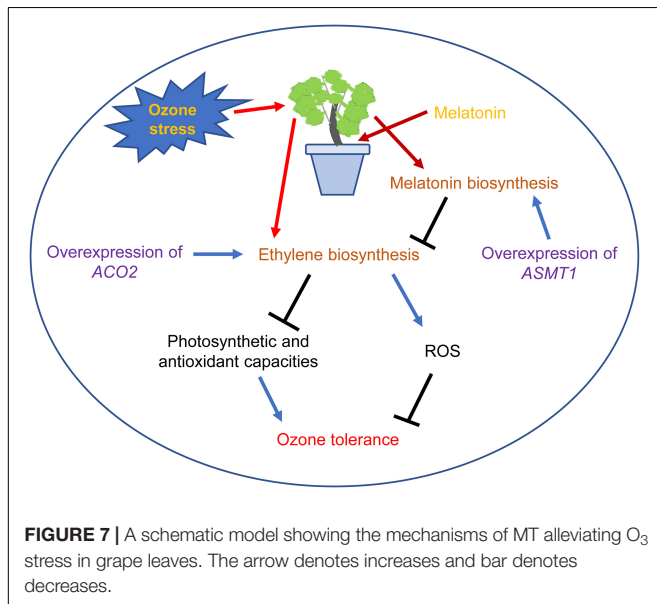 Ozone
stress
Melatonin
Melatonin biosynthesis
Overexpression of
ACO2
Ethylene biosynthesis
Overexpression of
ASMT1
Photosynthetic and
antioxidant capacities
ROS
Ozone tolerance
FIGURE 7 | A schematic model showing the mechanisms of MT alleviating O₃
stress in grape leaves. The arrow denotes increases and bar denotes
decreases.